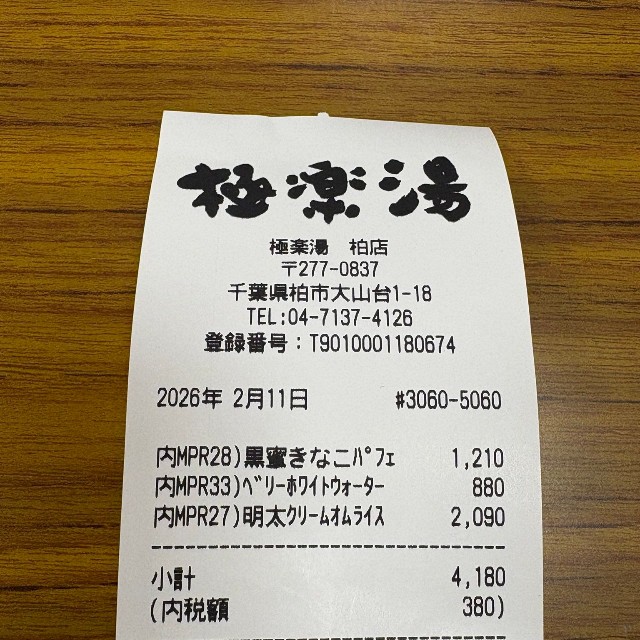 極楽湯
極楽湯 柏店
〒277-0837
千葉県柏市大山台1-18
TEL:04-7137-4126
登録番号：T9010001180674
2026年 2月11日 #3060-5060
内MPR28)黒蜜きなこﾊﾟﾌｪ 1,210
内MPR33)ﾍﾞﾘｰﾎﾜｲﾄｳｫｰﾀｰ 880
内MPR27)明太ｸﾘｰﾑｵﾑﾗｲｽ 2,090
小計 4,180
(内税額 380)